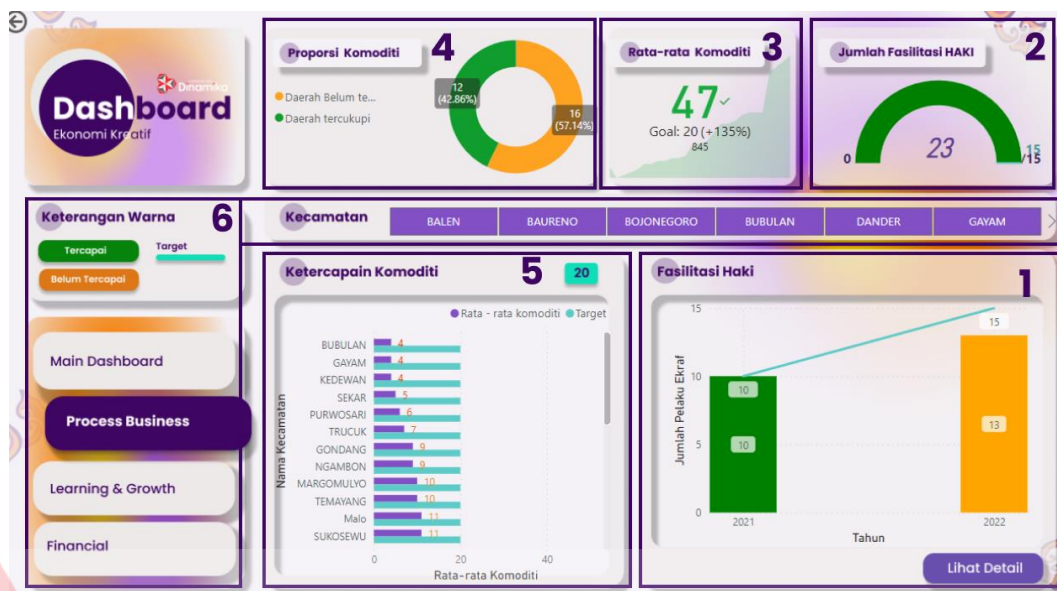 Dinamika
Dashboard
Ekonomi Kreatif
Proporsi Komoditi
4
Daerah Belum te...
Daerah tercukupi
12
(42.86%)
16
(57.14%)
Rata-rata Komoditi
3
47
Goal: 20 (+135%)
845
Jumlah Fasilitasi HAKI
2
0
23
15
/15
Keterangan Warna
6
Tercapai
Target
Belum Tercapai
Kecamatan
BALEN
BAURENO
BOJONEGORO
BUBULAN
DANDER
GAYAM
Main Dashboard
Process Business
Learning & Growth
Financial
Ketercapain Komoditi
5
20
Rata - rata komoditi
Target
Nama Kecamatan
BUBULAN 4
GAYAM 4
KEDEWAN 4
SEKAR 5
PURWOSARI 6
TRUCUK 7
GONDANG 9
NGAMBON 9
MARGOMULYO 10
TEMAYANG 10
Malo 11
SUKOSEWU 11
0 20 40
Rata-rata Komoditi
Fasilitasi Haki
1
Jumlah Pelaku Ekraf
15
10
5
0
10
10
15
13
2021 2022
Tahun
Lihat Detail